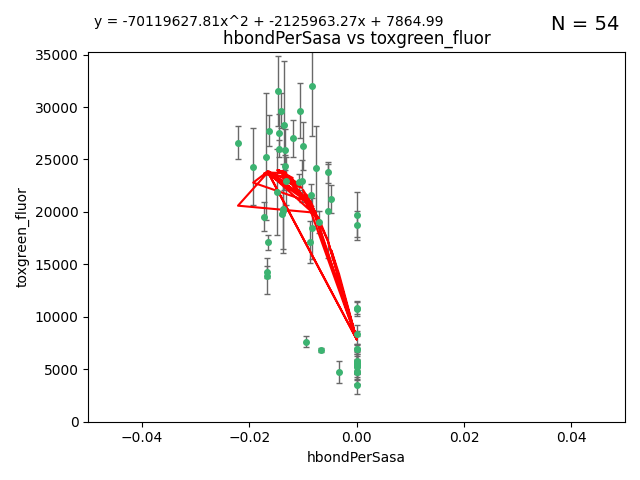 y = -70119627.81x^2 + -2125963.27x + 7864.99
N = 54
hbondPerSasa vs toxgreen_fluor
35000
30000
25000
20000
15000
10000
5000
0
toxgreen_fluor
−0.04
−0.02
0.00
0.02
0.04
hbondPerSasa